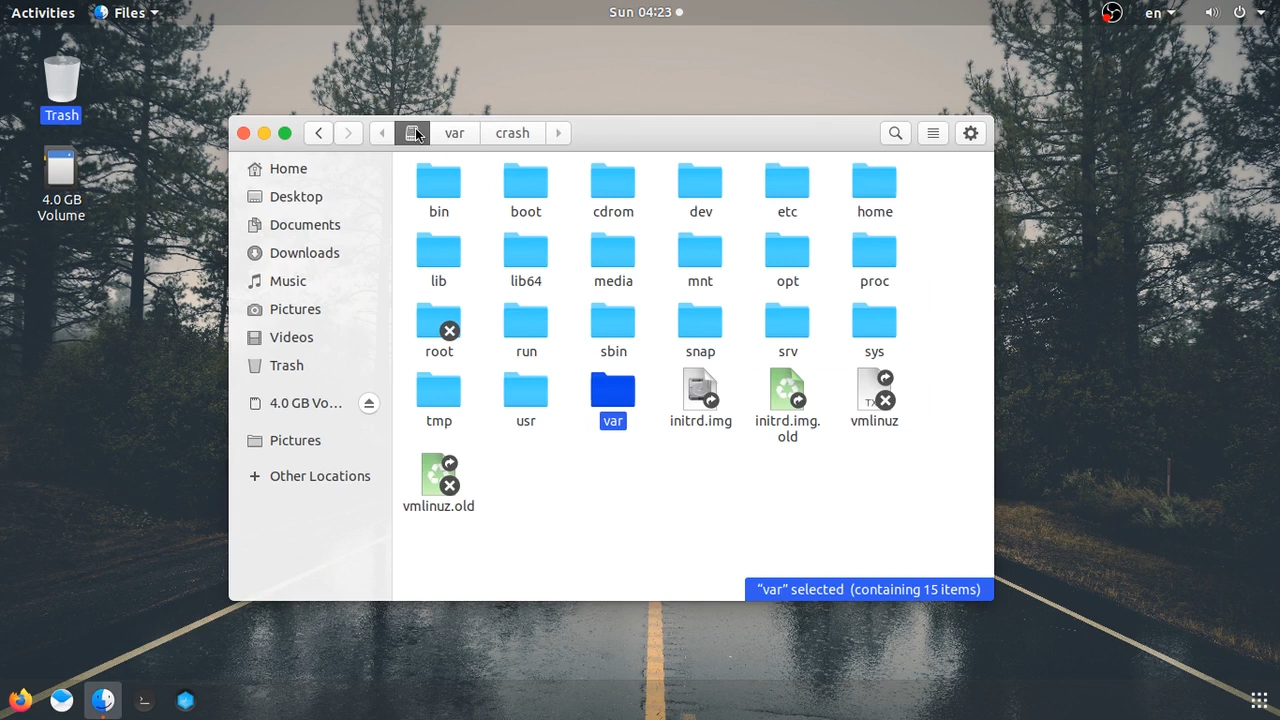 Activities
Files
Sun 04:23
en
Trash
4.0 GB
Volume
var
crash
Home
Desktop
Documents
Downloads
Music
Pictures
Videos
Trash
4.0 GB Vo...
Pictures
Other Locations
bin
boot
cdrom
dev
etc
home
lib
lib64
media
mnt
opt
proc
root
run
sbin
snap
srv
sys
tmp
usr
var
initrd.img
initrd.img.
old
vmlinuz
vmlinuz.old
“var” selected (containing 15 items)